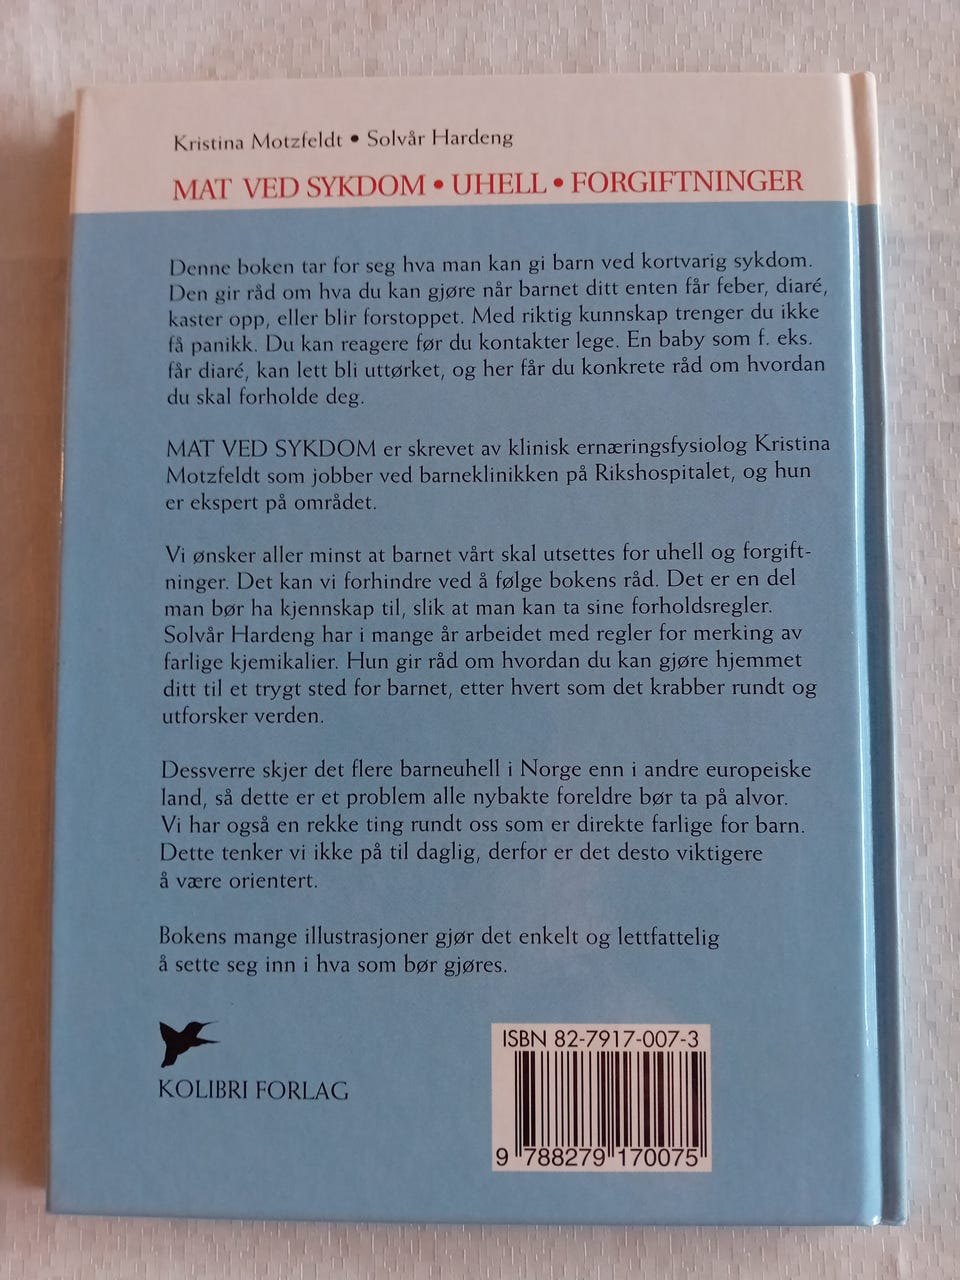 Kristina Motzfeldt • Solvår Hardeng
MAT VED SYKDOM • UHELL • FORGIFTNINGER
Denne boken tar for seg hva man kan gi barn ved kortvarig sykdom.
Den gir råd om hva du kan gjøre når barnet ditt enten får feber, diaré,
kaster opp, eller blir forstoppet. Med riktig kunnskap trenger du ikke
få panikk. Du kan reagere før du kontakter lege. En baby som f. eks.
får diaré, kan lett bli uttørket, og her får du konkrete råd om hvordan
du skal forholde deg.
MAT VED SYKDOM er skrevet av klinisk ernæringsfysiolog Kristina
Motzfeldt som jobber ved barneklinikken på Rikshospitalet, og hun
er ekspert på området.
Vi ønsker aller minst at barnet vårt skal utsettes for uhell og forgift-
ninger. Det kan vi forhindre ved å følge bokens råd. Det er en del
man bør ha kjennskap til, slik at man kan ta sine forholdsregler.
Solvår Hardeng har i mange år arbeidet med regler for merking av
farlige kjemikalier. Hun gir råd om hvordan du kan gjøre hjemmet
ditt til et trygt sted for barnet, etter hvert som det krabber rundt og
utforsker verden.
Dessverre skjer det flere barneuhell i Norge enn i andre europeiske
land, så dette er et problem alle nybakte foreldre bør ta på alvor.
Vi har også en rekke ting rundt oss som er direkte farlige for barn.
Dette tenker vi ikke på til daglig, derfor er det desto viktigere
å være orientert.
Bokens mange illustrasjoner gjør det enkelt og lettfattelig
å sette seg inn i hva som bør gjøres.
KOLIBRI FORLAG
ISBN 82-7917-007-3
9 788279 170075